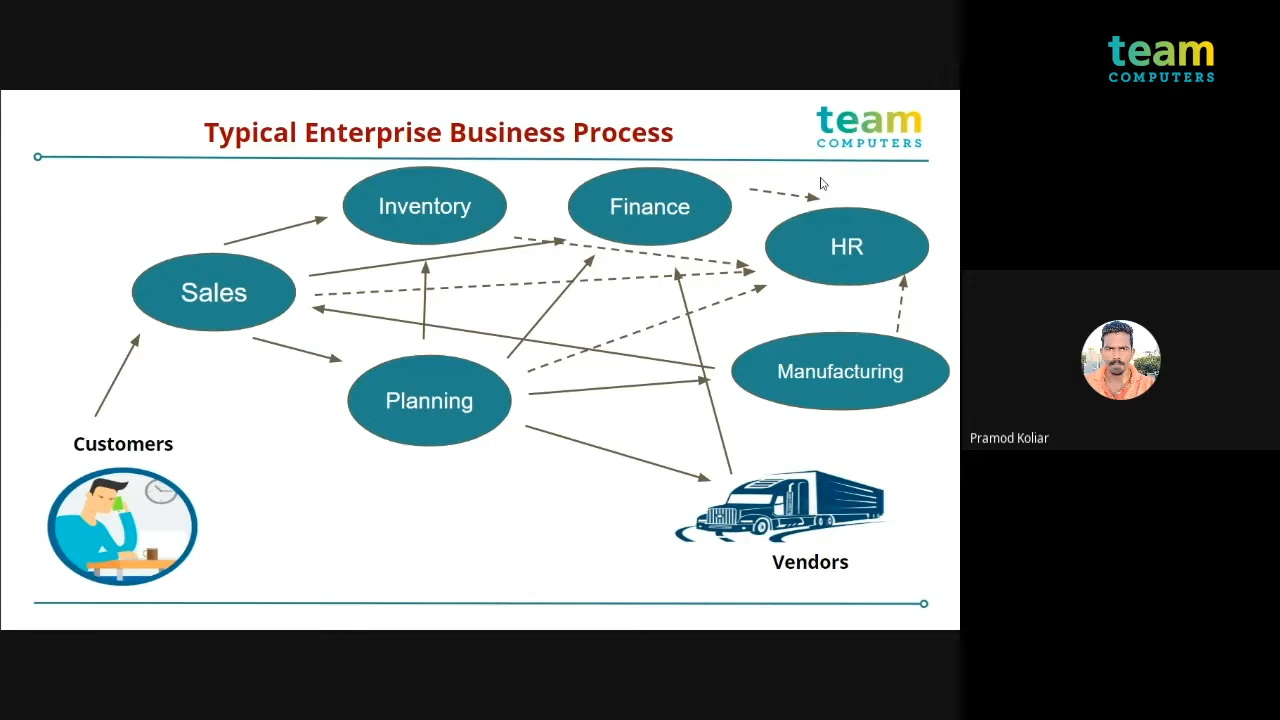 team
COMPUTERS
Typical Enterprise Business Process
team
COMPUTERS
Inventory
Finance
HR
Sales
Manufacturing
Planning
Customers
Vendors
Pramod Koliar